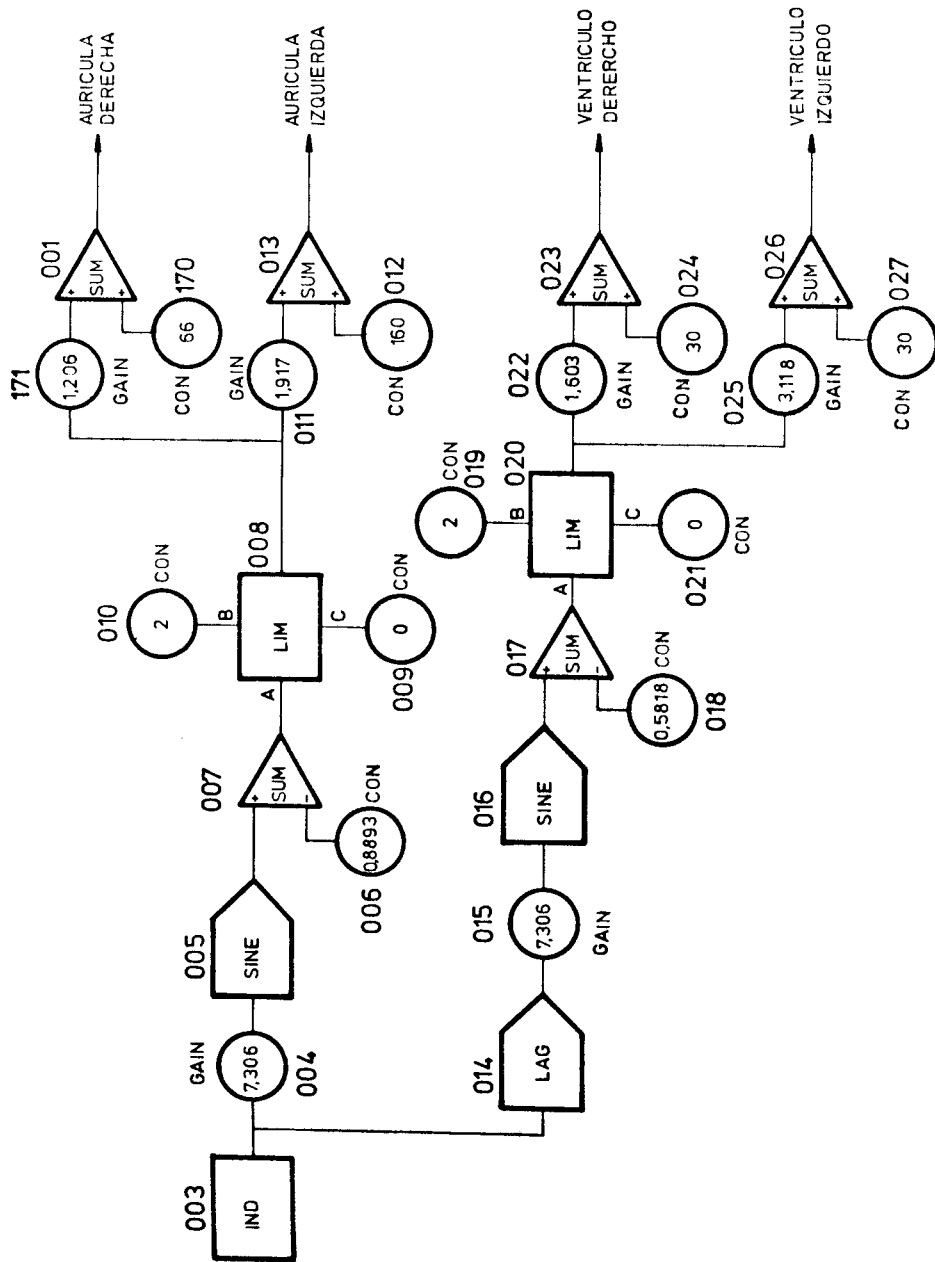 003
IND
GAIN
7,306
004
005
SINE
007
SUM
+
-
0,8893
CON
006
010
2
CON
B
008
A
LIM
C
009
0
CON
171
1,206
GAIN
001
SUM
+
+
170
66
CON
AURICULA
DERECHA
GAIN
1,917
011
013
SUM
+
+
012
160
CON
AURICULA
IZQUIERDA
014
LAG
015
7,306
GAIN
016
SINE
017
SUM
+
-
0,5818
CON
018
2
CON
019
B
020
A
LIM
C
021
0
CON
022
1,603
GAIN
023
SUM
+
+
024
30
CON
VENTRICULO
DERERCHO
025
3,118
GAIN
026
SUM
+
+
027
30
CON
VENTRICULO
IZQUIERDO